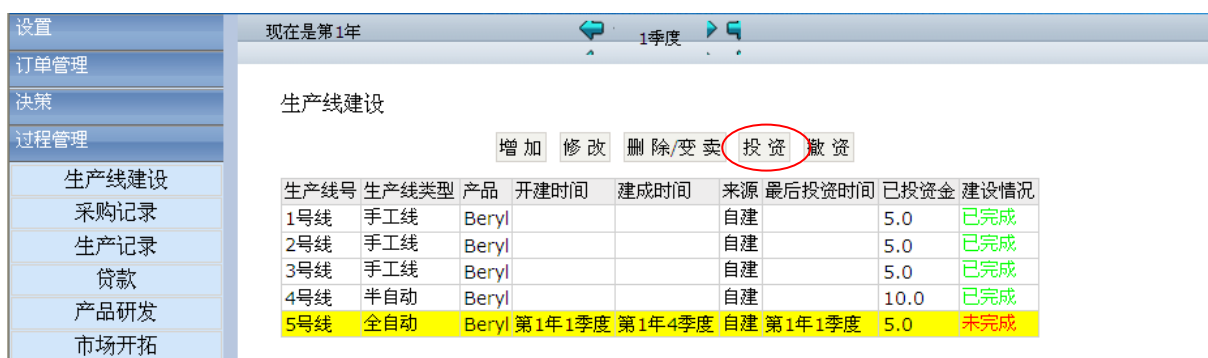 设置
订单管理
决策
过程管理
生产线建设
采购记录
生产记录
贷款
产品研发
市场开拓
现在是第1年
1季度
生产线建设
增加 修改 删除/变卖 投资 撤资
生产线号 生产线类型 产品 开建时间 建成时间 来源 最后投资时间 已投资金 建设情况
1号线 手工线 Beryl 自建 5.0 已完成
2号线 手工线 Beryl 自建 5.0 已完成
3号线 手工线 Beryl 自建 5.0 已完成
4号线 半自动 Beryl 自建 10.0 已完成
5号线 全自动 Beryl 第1年1季度 第1年4季度 自建 第1年1季度 5.0 未完成